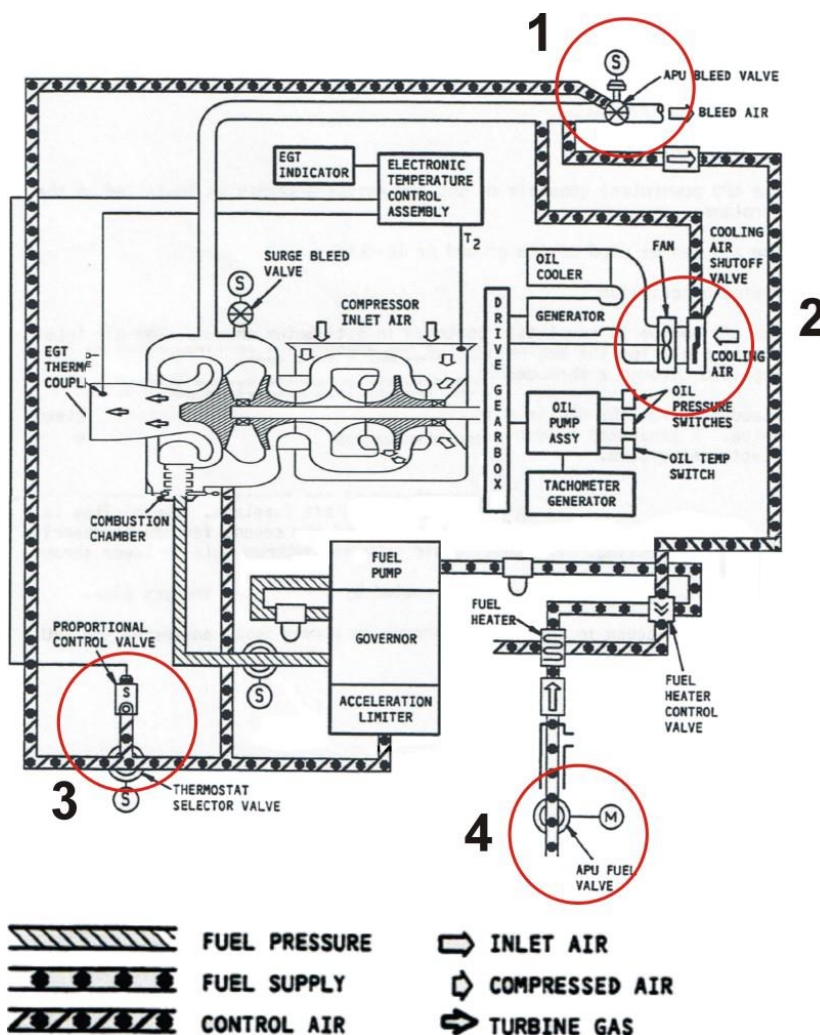 1
S
APU BLEED VALVE
BLEED AIR
EGT
INDICATOR
ELECTRONIC
TEMPERATURE
CONTROL
ASSEMBLY
T2
SURGE BLEED
VALVE
S
COMPRESSOR
INLET AIR
OIL
COOLER
FAN
COOLING
AIR
SHUTOFF
VALVE
2
DRIVE GEARBOX
GENERATOR
COOLING
AIR
EGT
THERM
COUPL
OIL
PUMP
ASSY
OIL
PRESSURE
SWITCHES
OIL TEMP
SWITCH
TACHOMETER
GENERATOR
COMBUSTION
CHAMBER
FUEL
PUMP
GOVERNOR
ACCELERATION
LIMITER
S
FUEL
HEATER
FUEL
HEATER
CONTROL
VALVE
PROPORTIONAL
CONTROL VALVE
S
3
THERMOSTAT
SELECTOR VALVE
S
4
M
APU FUEL
VALVE
FUEL PRESSURE
FUEL SUPPLY
CONTROL AIR
INLET AIR
COMPRESSED AIR
TURBINE GAS